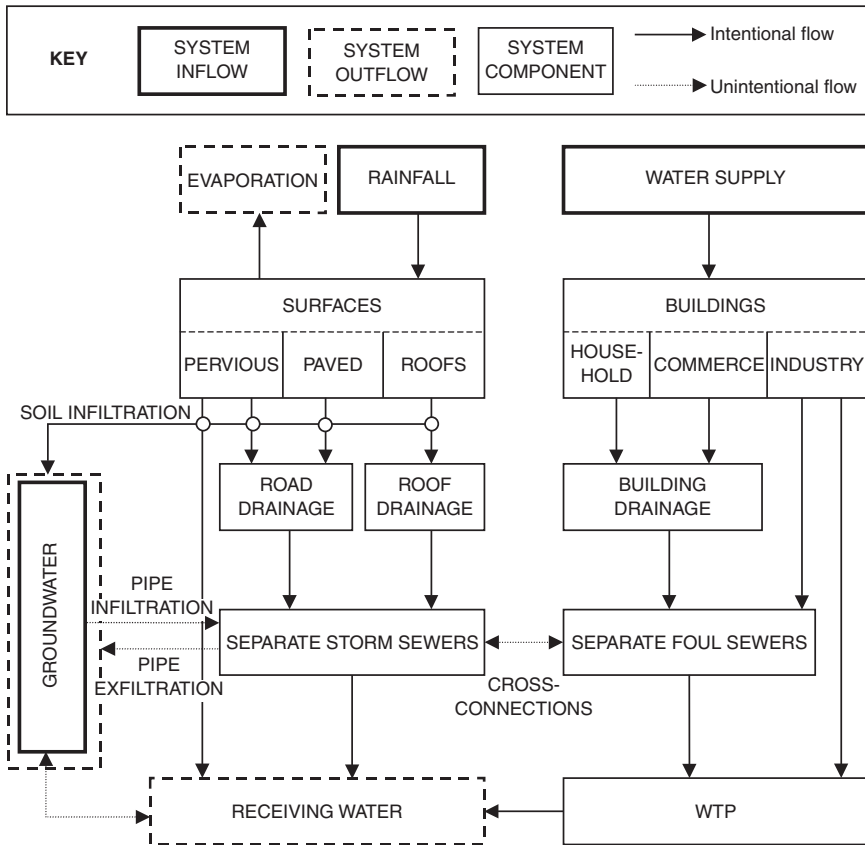 KEY
SYSTEM
INFLOW
SYSTEM
OUTFLOW
SYSTEM
COMPONENT
Intentional flow
Unintentional flow
EVAPORATION
RAINFALL
WATER SUPPLY
SURFACES
PERVIOUS
PAVED
ROOFS
BUILDINGS
HOUSE-
HOLD
COMMERCE
INDUSTRY
SOIL INFILTRATION
ROAD
DRAINAGE
ROOF
DRAINAGE
BUILDING
DRAINAGE
GROUNDWATER
PIPE
INFILTRATION
PIPE
EXFILTRATION
SEPARATE STORM SEWERS
SEPARATE FOUL SEWERS
CROSS-
CONNECTIONS
RECEIVING WATER
WTP